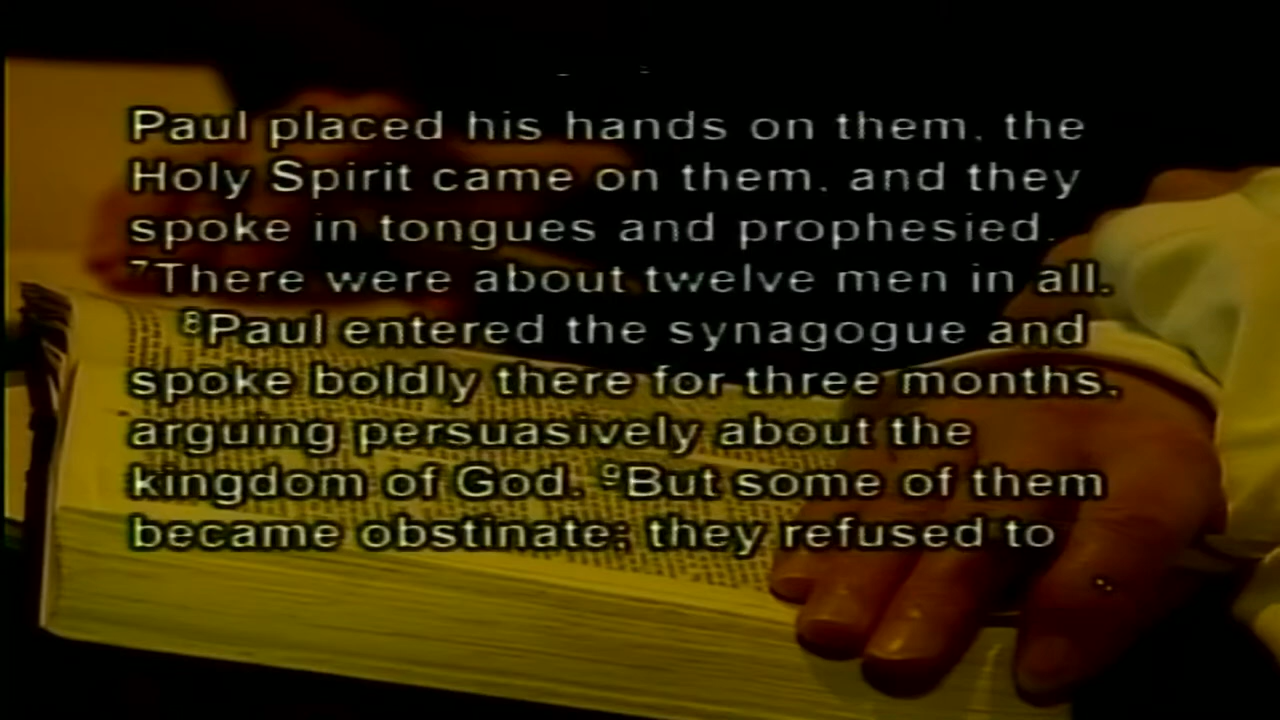 Paul placed his hands on them, the
Holy Spirit came on them, and they
spoke in tongues and prophesied.
⁷There were about twelve men in all.
⁸Paul entered the synagogue and
spoke boldly there for three months,
arguing persuasively about the
kingdom of God. ⁹But some of them
became obstinate; they refused to